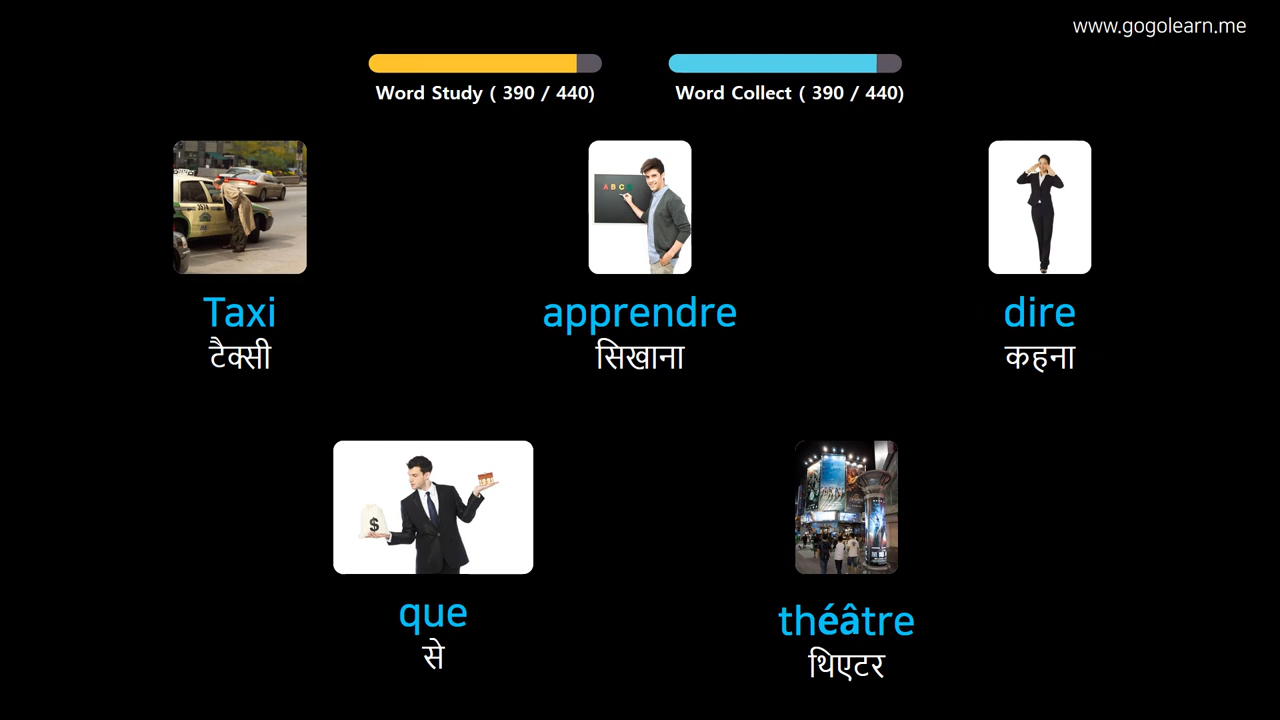 www.gogolearn.me
Word Study ( 390 / 440)
Word Collect ( 390 / 440)
A B C
Taxi
टैक्सी
apprendre
सिखाना
dire
कहना
$
que
से
théâtre
थिएटर